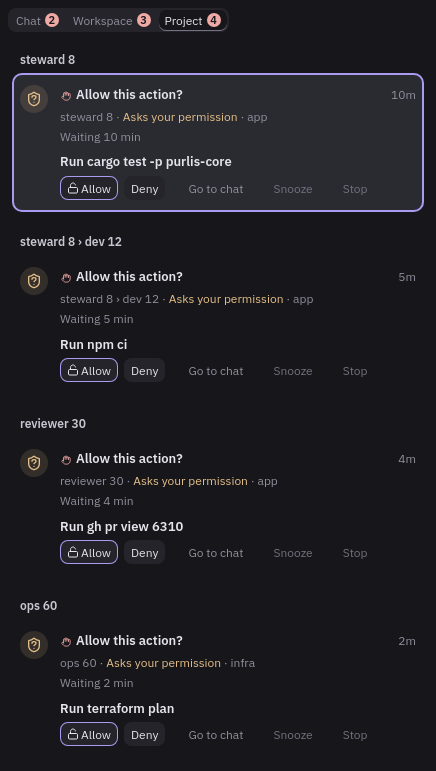 Chat 2 Workspace 3 Project 4
steward 8
Allow this action? 10m
steward 8 · Asks your permission · app
Waiting 10 min
Run cargo test -p purlis-core
Allow Deny Go to chat Snooze Stop
steward 8 › dev 12
Allow this action? 5m
steward 8 › dev 12 · Asks your permission · app
Waiting 5 min
Run npm ci
Allow Deny Go to chat Snooze Stop
reviewer 30
Allow this action? 4m
reviewer 30 · Asks your permission · app
Waiting 4 min
Run gh pr view 6310
Allow Deny Go to chat Snooze Stop
ops 60
Allow this action? 2m
ops 60 · Asks your permission · infra
Waiting 2 min
Run terraform plan
Allow Deny Go to chat Snooze Stop